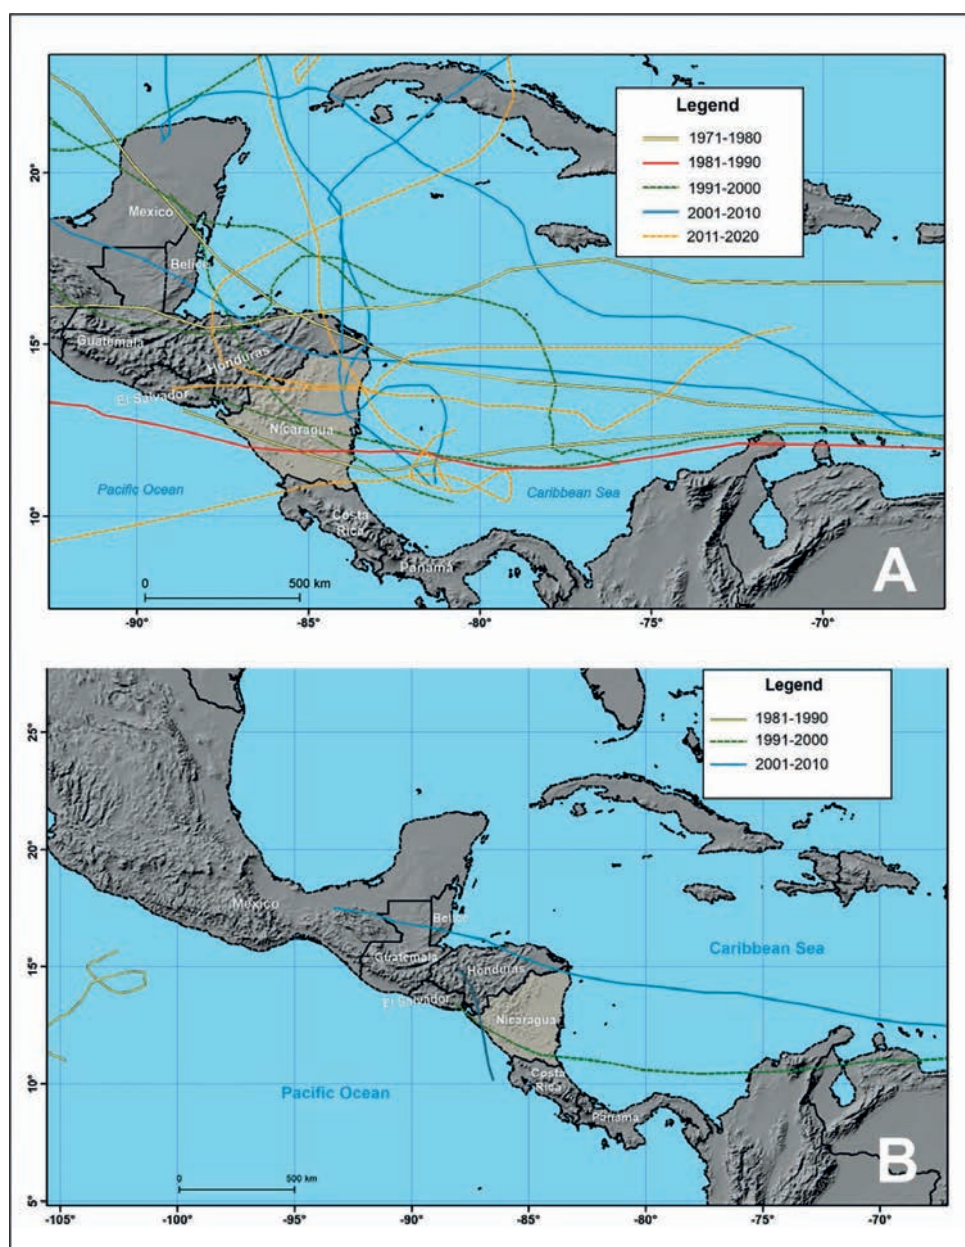 Legend
1971-1980
1981-1990
1991-2000
2001-2010
2011-2020
20°
15°
10°
Mexico
Belice
Guatemala
Honduras
El Salvador
Nicaragua
Pacific Ocean
Caribbean Sea
Costa
Rica
Panama
A
0
500 km
-90°
-85°
-80°
-75°
-70°
Legend
1981-1990
1991-2000
2001-2010
25°
20°
15°
10°
5°
Mexico
Belice
Caribbean Sea
Guatemala
Honduras
El Salvador
Nicaragua
Costa
Rica
Pacific Ocean
Panama
B
0
500 km
-105°
-100°
-95°
-90°
-85°
-80°
-75°
-70°